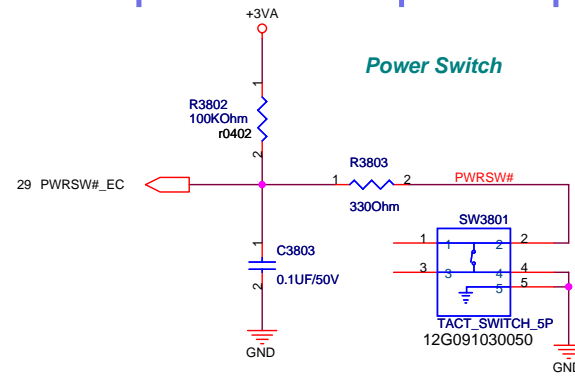 +3VA
Power Switch
1
R3802
100KOhm
r0402
2
29 PWRSW#_EC
R3803
1 2
330Ohm
PWRSW#
SW3801
1 1 2 2
3 3 4 4
5 5
TACT_SWITCH_5P
12G091030050
1
C3803
0.1UF/50V
2
GND
GND